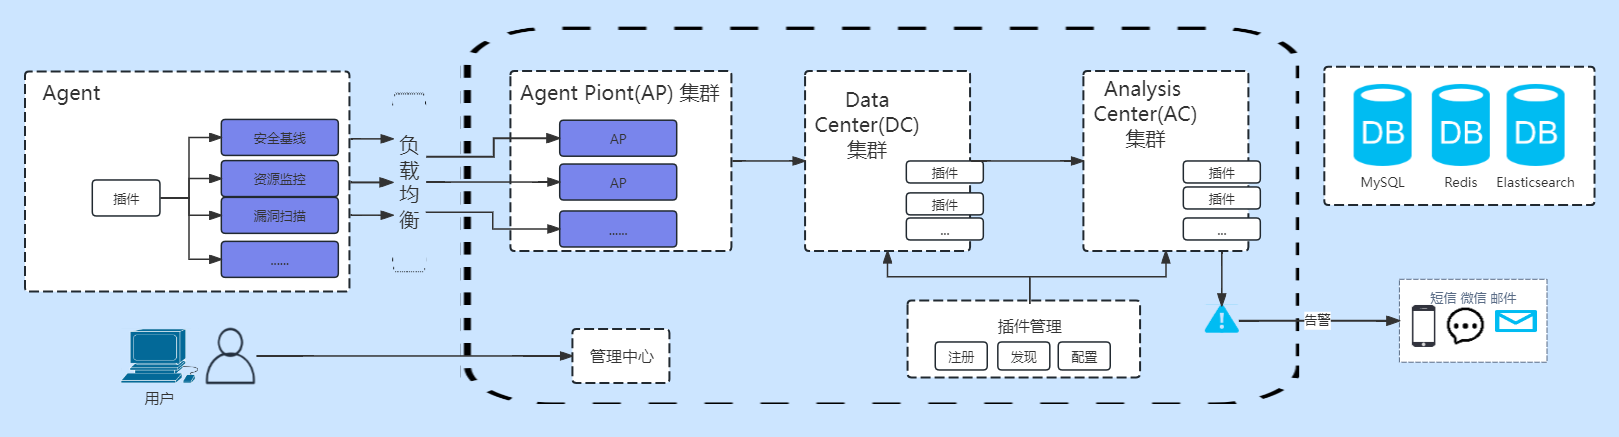 Agent
插件
安全基线
资源监控
漏洞扫描
......
负
载
均
衡
Agent Piont(AP) 集群
AP
AP
......
Data
Center(DC)
集群
插件
插件
...
Analysis
Center(AC)
集群
插件
插件
...
DB
DB
DB
MySQL
Redis
Elasticsearch
用户
管理中心
插件管理
注册
发现
配置
告警
短信 微信 邮件